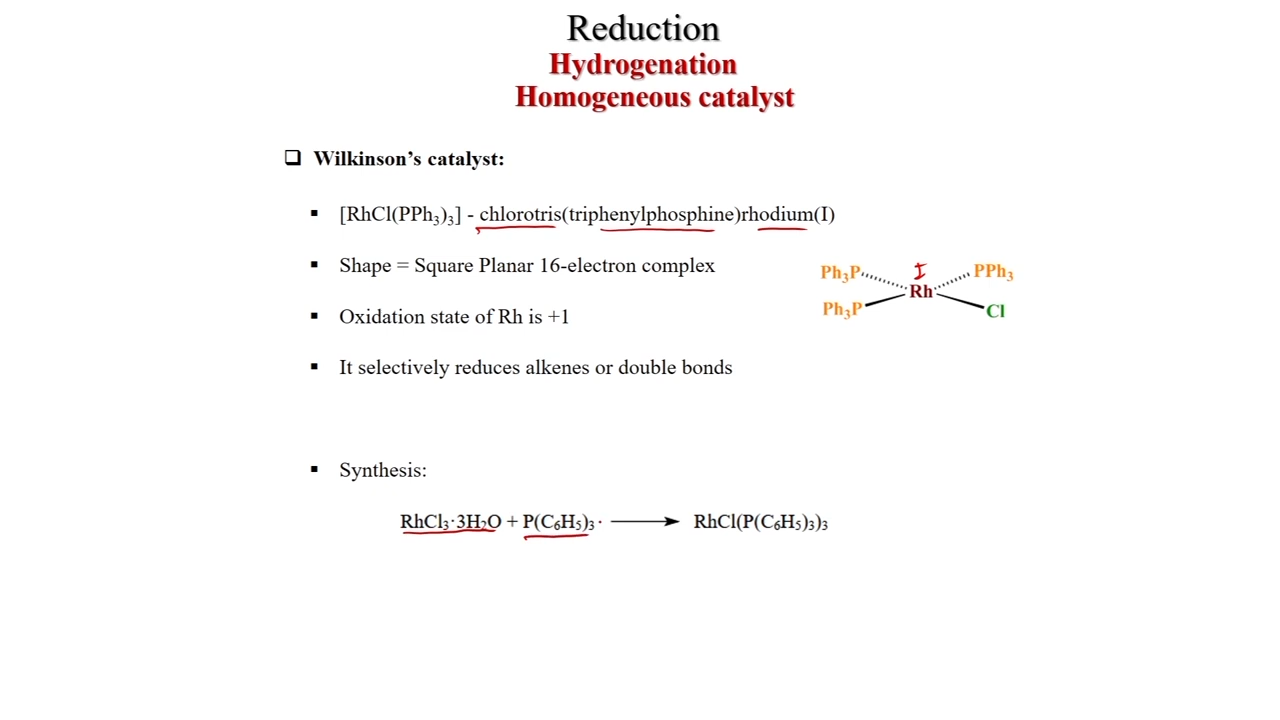 Reduction
Hydrogenation
Homogeneous catalyst
❑ Wilkinson’s catalyst:
▪ [RhCl(PPh₃)₃] - chlorotris(triphenylphosphine)rhodium(I)
▪ Shape = Square Planar 16-electron complex
I
Ph₃P PPh₃
Rh
Ph₃P Cl
▪ Oxidation state of Rh is +1
▪ It selectively reduces alkenes or double bonds
▪ Synthesis:
RhCl₃·3H₂O + P(C₆H₅)₃· ⟶ RhCl(P(C₆H₅)₃)₃